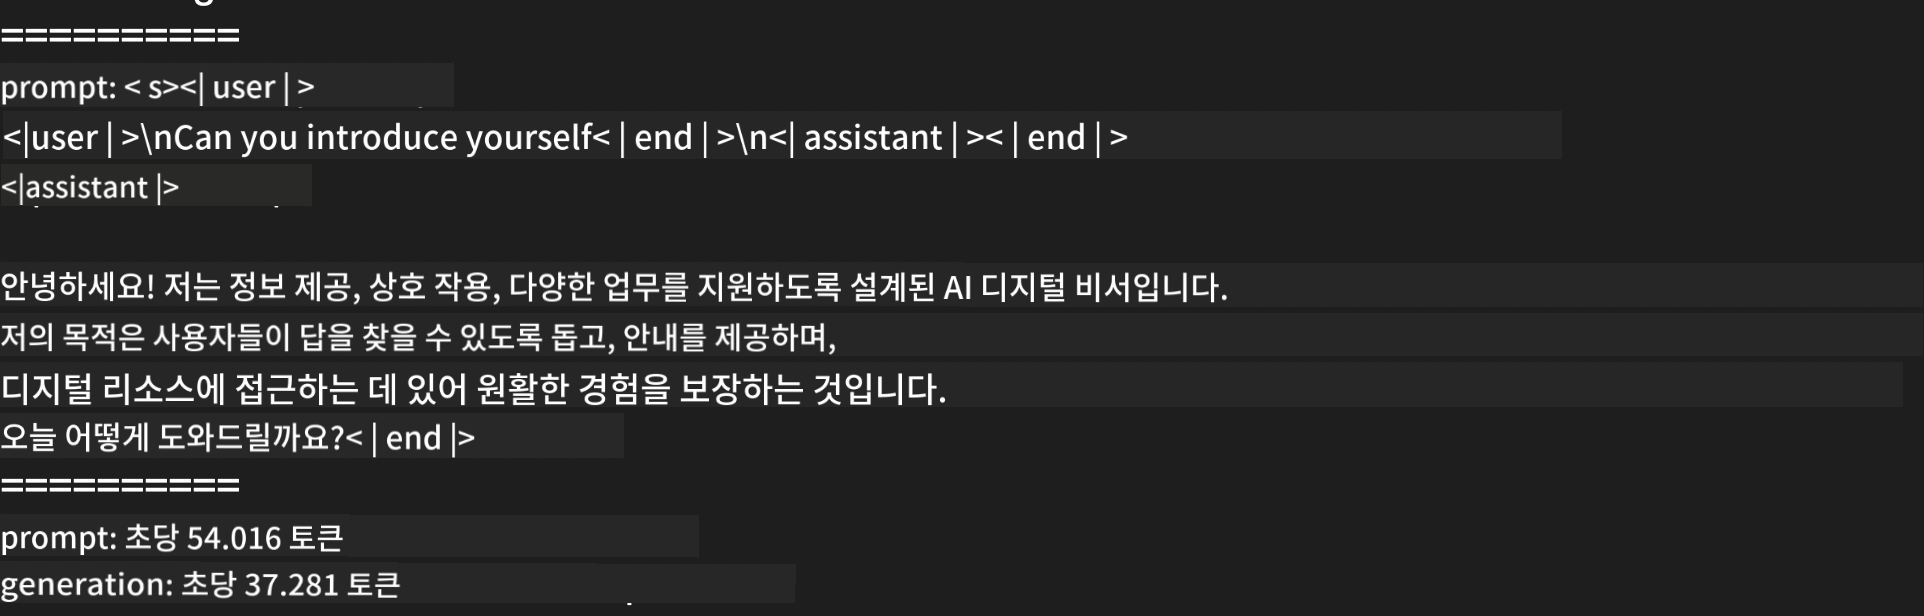 ==========
prompt: < s><| user | >
<|user | >\nCan you introduce yourself< | end | >\n<| assistant | >< | end | >
<|assistant |>
안녕하세요! 저는 정보 제공, 상호 작용, 다양한 업무를 지원하도록 설계된 AI 디지털 비서입니다.
저의 목적은 사용자들이 답을 찾을 수 있도록 돕고, 안내를 제공하며,
디지털 리소스에 접근하는 데 있어 원활한 경험을 보장하는 것입니다.
오늘 어떻게 도와드릴까요?< | end |>
==========
prompt: 초당 54.016 토큰
generation: 초당 37.281 토큰